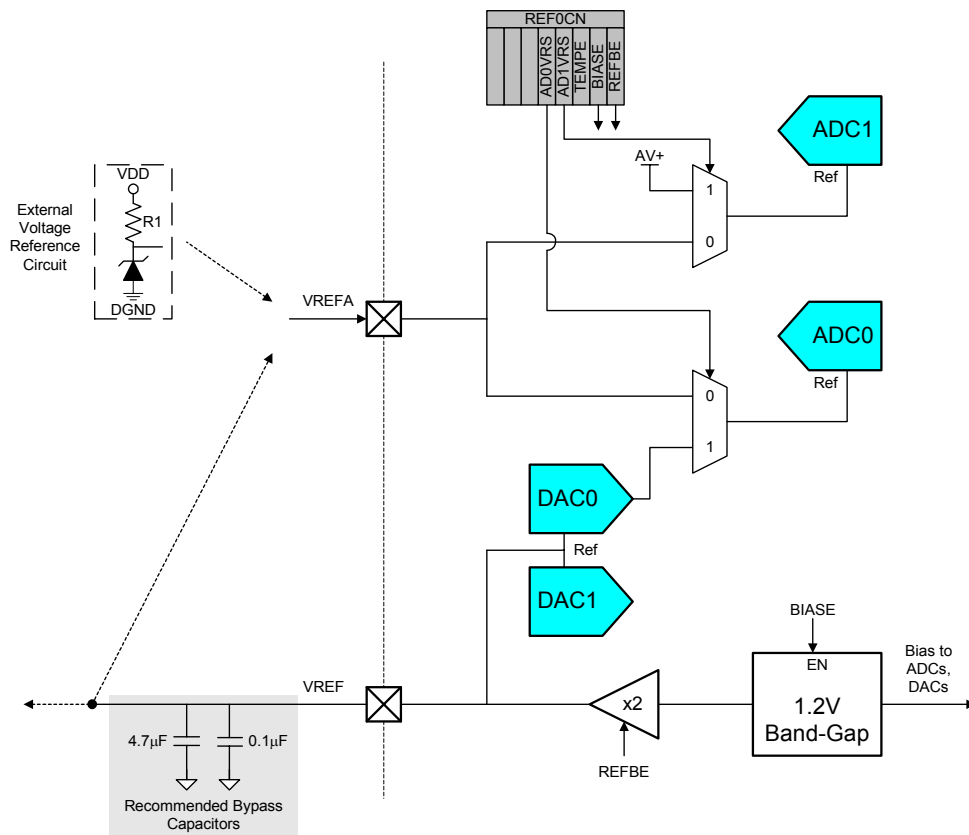 REF0CN
AD0VRS
AD1VRS
TEMPE
BIASE
REFBE
ADC1
Ref
AV+
1
0
VDD
R1
DGND
External
Voltage
Reference
Circuit
VREFA
ADC0
Ref
0
1
DAC0
Ref
DAC1
BIASE
EN
1.2V
Band-Gap
Bias to
ADCs,
DACs
VREF
x2
REFBE
4.7µF
0.1µF
Recommended Bypass
Capacitors